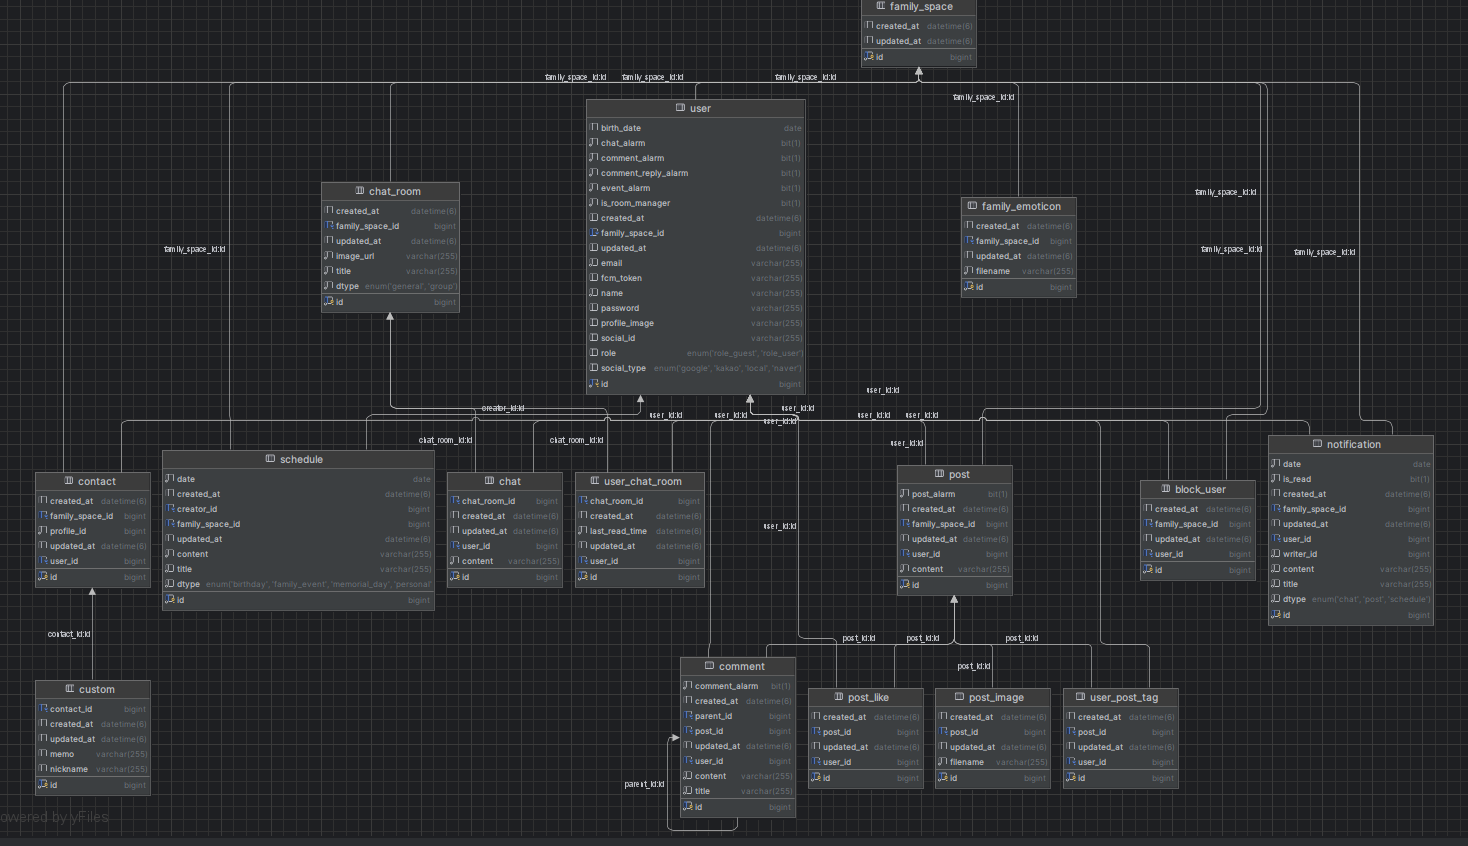 family_space
created_at datetime(6)
updated_at datetime(6)
id bigint
family_space_id:id family_space_id:id family_space_id:id
family_space_id:id
user
birth_date date
chat_alarm bit(1)
comment_alarm bit(1)
comment_reply_alarm bit(1)
event_alarm bit(1)
is_room_manager bit(1)
created_at datetime(6)
family_space_id bigint
updated_at datetime(6)
email varchar(255)
fcm_token varchar(255)
name varchar(255)
password varchar(255)
profile_image varchar(255)
social_id varchar(255)
role enum('role_guest', 'role_user')
social_type enum('google', 'kakao', 'local', 'naver')
id bigint
chat_room
created_at datetime(6)
family_space_id bigint
updated_at datetime(6)
image_url varchar(255)
title varchar(255)
dtype enum('general', 'group')
id bigint
family_emoticon
created_at datetime(6)
family_space_id bigint
updated_at datetime(6)
filename varchar(255)
id bigint
family_space_id:id
family_space_id:id
family_space_id:id
family_space_id:id
user_id:id
creator_id:id
user_id:id user_id:id user_id:id user_id:id user_id:id
user_id:id
chat_room_id:id chat_room_id:id
user_id:id
contact
created_at datetime(6)
family_space_id bigint
profile_id bigint
updated_at datetime(6)
user_id bigint
id bigint
schedule
date date
created_at datetime(6)
creator_id bigint
family_space_id bigint
updated_at datetime(6)
content varchar(255)
title varchar(255)
dtype enum('birthday', 'family_event', 'memorial_day', 'personal'
id bigint
chat
chat_room_id bigint
created_at datetime(6)
updated_at datetime(6)
user_id bigint
content varchar(255)
id bigint
user_chat_room
chat_room_id bigint
created_at datetime(6)
last_read_time datetime(6)
updated_at datetime(6)
user_id bigint
id bigint
post
post_alarm bit(1)
created_at datetime(6)
family_space_id bigint
updated_at datetime(6)
user_id bigint
content varchar(255)
id bigint
block_user
created_at datetime(6)
family_space_id bigint
updated_at datetime(6)
user_id bigint
id bigint
notification
date date
is_read bit(1)
created_at datetime(6)
family_space_id bigint
updated_at datetime(6)
user_id bigint
writer_id bigint
content varchar(255)
title varchar(255)
dtype enum('chat', 'post', 'schedule')
id bigint
user_id:id
contact_id:id
post_id:id post_id:id post_id:id
post_id:id
custom
contact_id bigint
created_at datetime(6)
updated_at datetime(6)
memo varchar(255)
nickname varchar(255)
id bigint
comment
comment_alarm bit(1)
created_at datetime(6)
parent_id bigint
post_id bigint
updated_at datetime(6)
user_id bigint
content varchar(255)
title varchar(255)
id bigint
parent_id:id
post_like
created_at datetime(6)
post_id bigint
updated_at datetime(6)
user_id bigint
id bigint
post_image
created_at datetime(6)
post_id bigint
updated_at datetime(6)
filename varchar(255)
id bigint
user_post_tag
created_at datetime(6)
post_id bigint
updated_at datetime(6)
user_id bigint
id bigint
owered by yFiles